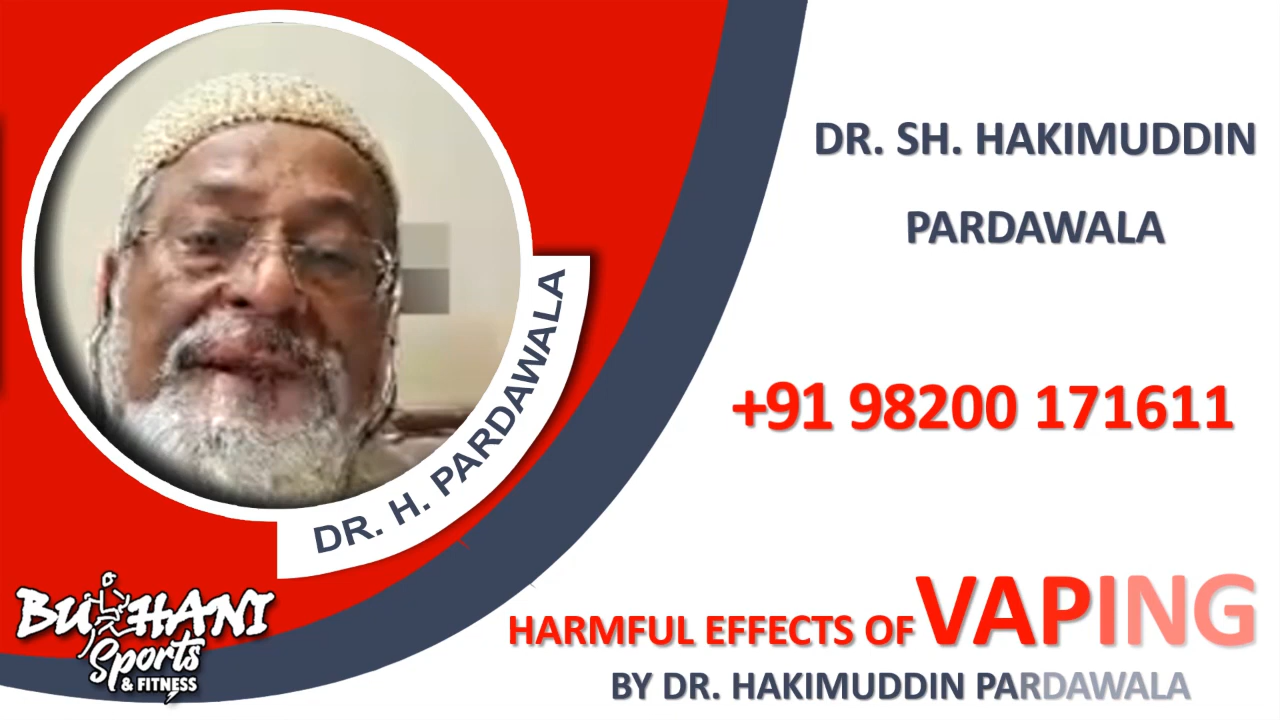 DR. SH. HAKIMUDDIN
PARDAWALA
+91 98200 171611
DR. H. PARDAWALA
HARMFUL EFFECTS OF VAPING
BY DR. HAKIMUDDIN PARDAWALA
BURHANI
Sports
& FITNESS